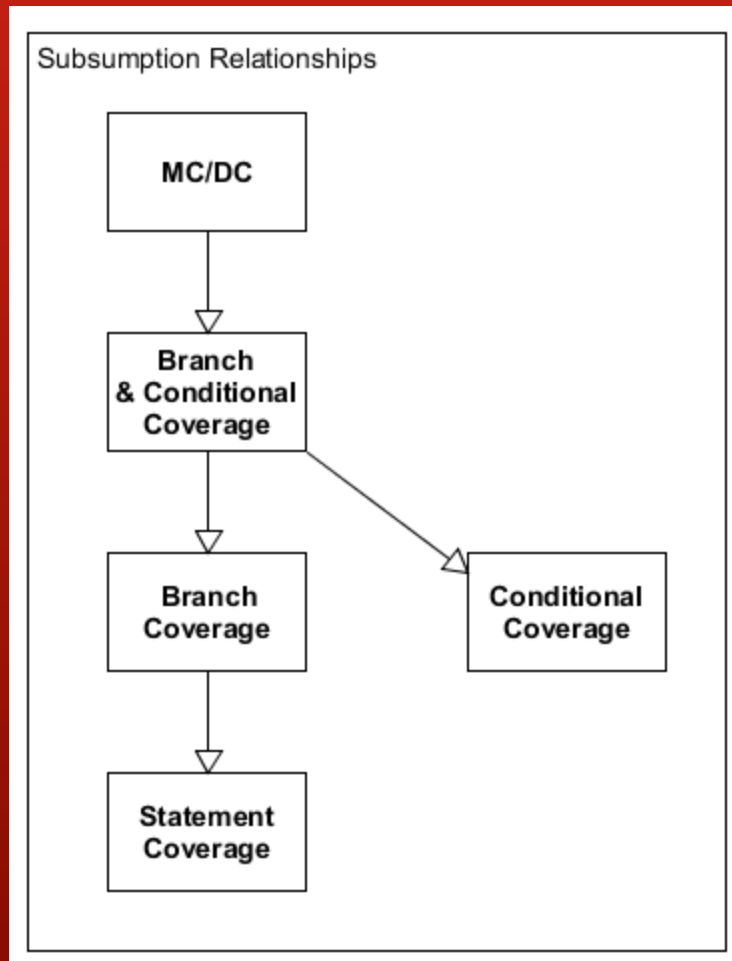 Subsumption Relationships
MC/DC
Branch
& Conditional
Coverage
Branch
Coverage
Conditional
Coverage
Statement
Coverage